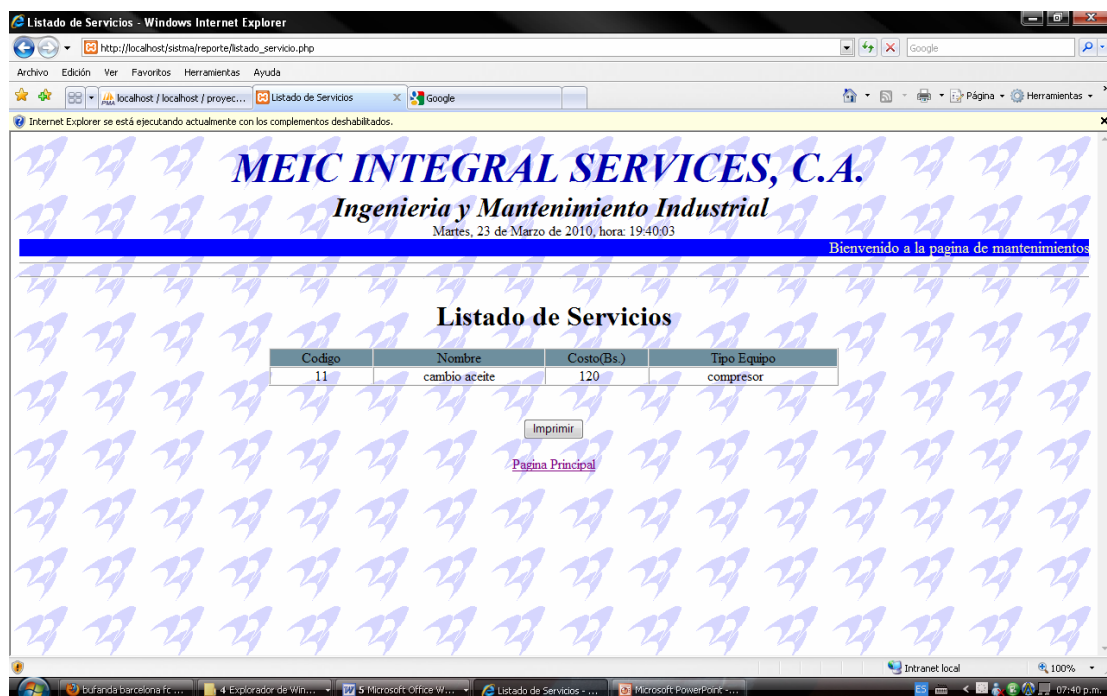 Listado de Servicios - Windows Internet Explorer
http://localhost/sistma/reporte/listado_servicio.php
Google
Archivo Edición Ver Favoritos Herramientas Ayuda
PMA localhost / localhost / proyec... Listado de Servicios X Google Página Herramientas
Internet Explorer se está ejecutando actualmente con los complementos deshabilitados.
MEIC INTEGRAL SERVICES, C.A.
Ingenieria y Mantenimiento Industrial
Martes, 23 de Marzo de 2010, hora: 19:40:03
Bienvenido a la pagina de mantenimientos
Listado de Servicios
Codigo Nombre Costo(Bs.) Tipo Equipo
11 cambio aceite 120 compresor
Imprimir
Pagina Principal
Intranet local 100%
bufanda barcelona fc ... 4 Explorador de Win... 5 Microsoft Office W... Listado de Servicios - ... Microsoft PowerPoint -... ES 07:40 p.m.